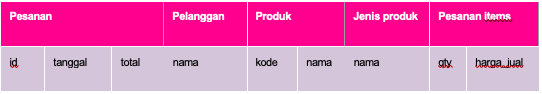 Pesanan Pelanggan Produk Jenis produk Pesanan items
id tanggal total nama kode nama nama qty harga_jual